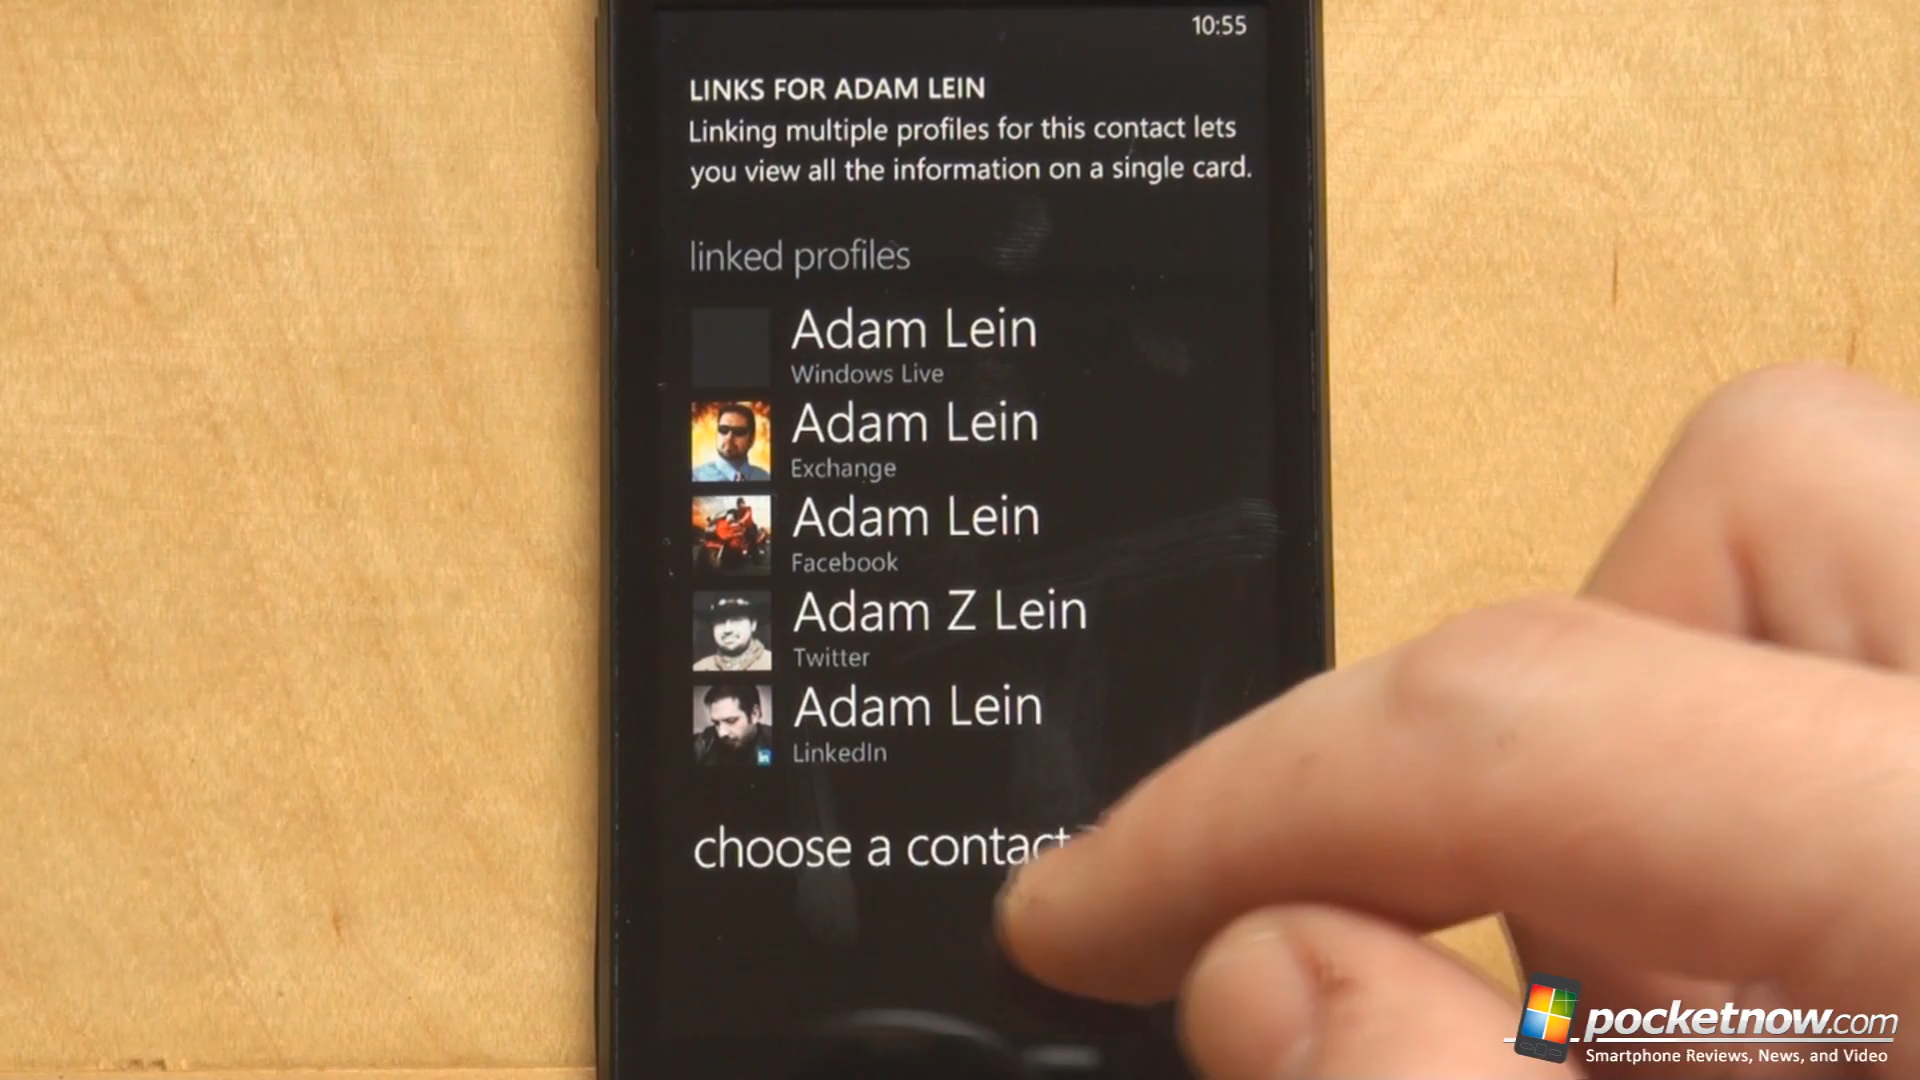 10:55
LINKS FOR ADAM LEIN
Linking multiple profiles for this contact lets
you view all the information on a single card.
linked profiles
Adam Lein
Windows Live
Adam Lein
Exchange
Adam Lein
Facebook
Adam Z Lein
Twitter
Adam Lein
in
LinkedIn
choose a contact
pocketnow.com
Smartphone Reviews, News, and Video